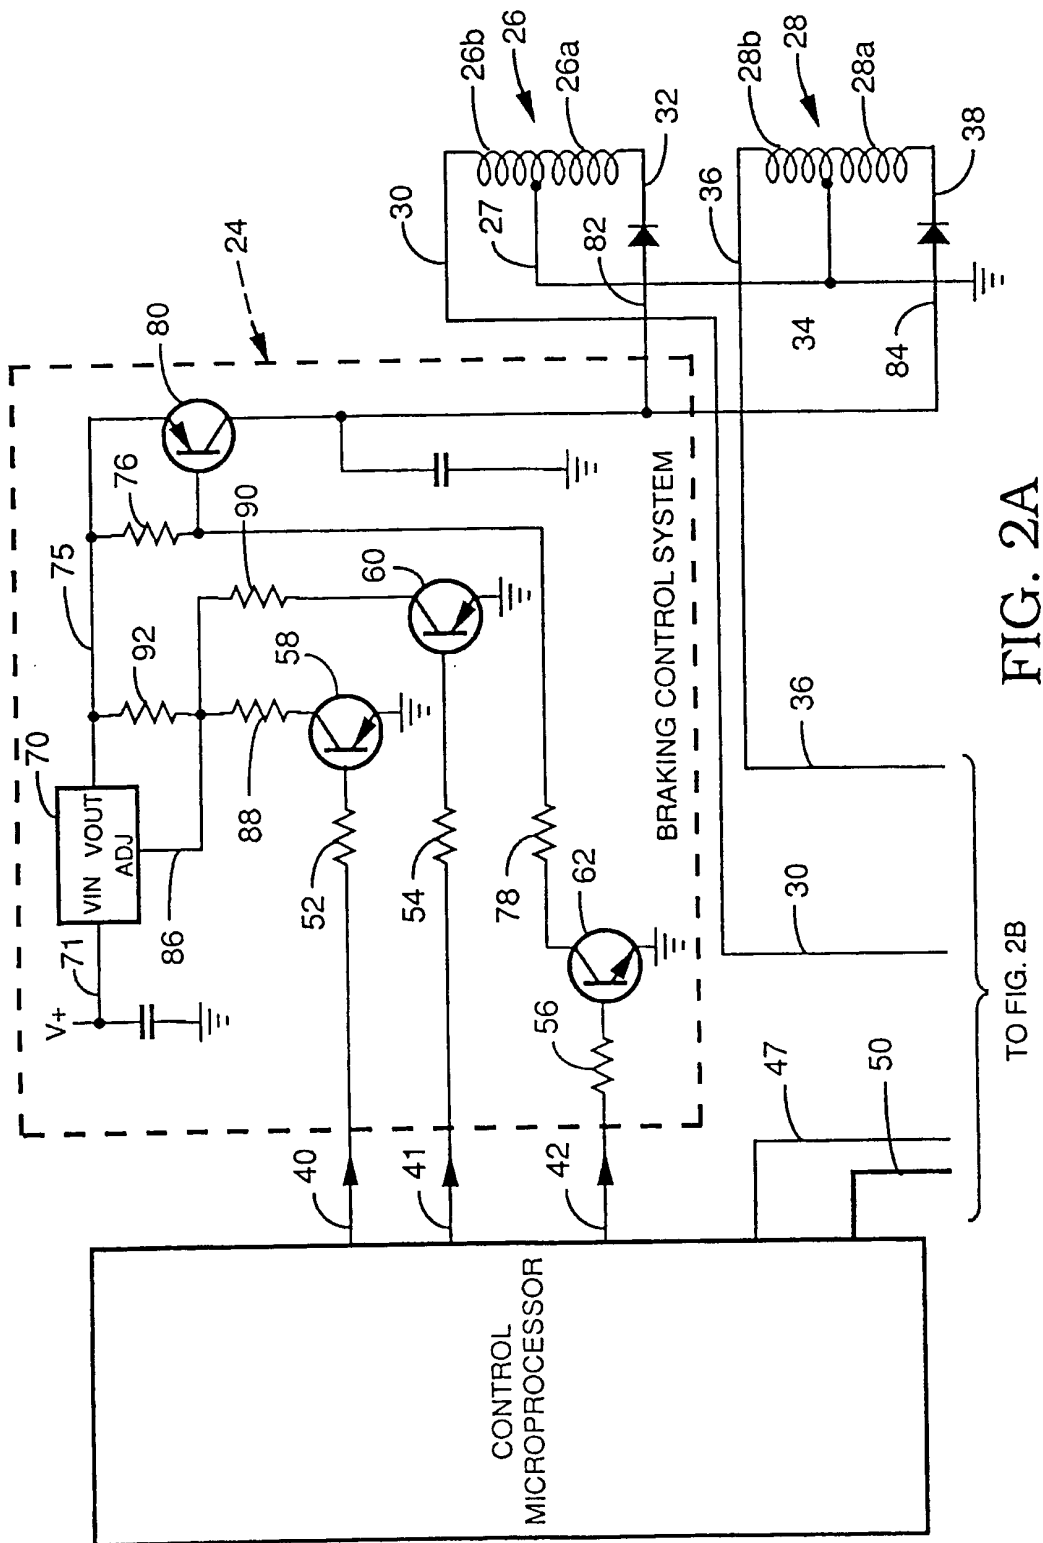 24
80
76
75
92
70
VIN VOUT
ADJ
71
V+
86
88
90
58
60
52
54
78
62
56
BRAKING CONTROL SYSTEM
40
41
42
CONTROL
MICROPROCESSOR
26b
26
26a
30
27
82
32
28b
28
28a
36
34
84
38
36
30
47
50
TO FIG. 2B
FIG. 2A